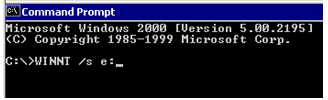 Command Prompt
Microsoft Windows 2000 [Version 5.00.2195]
(C) Copyright 1985-1999 Microsoft Corp.
C:\>WINNT /s e:_